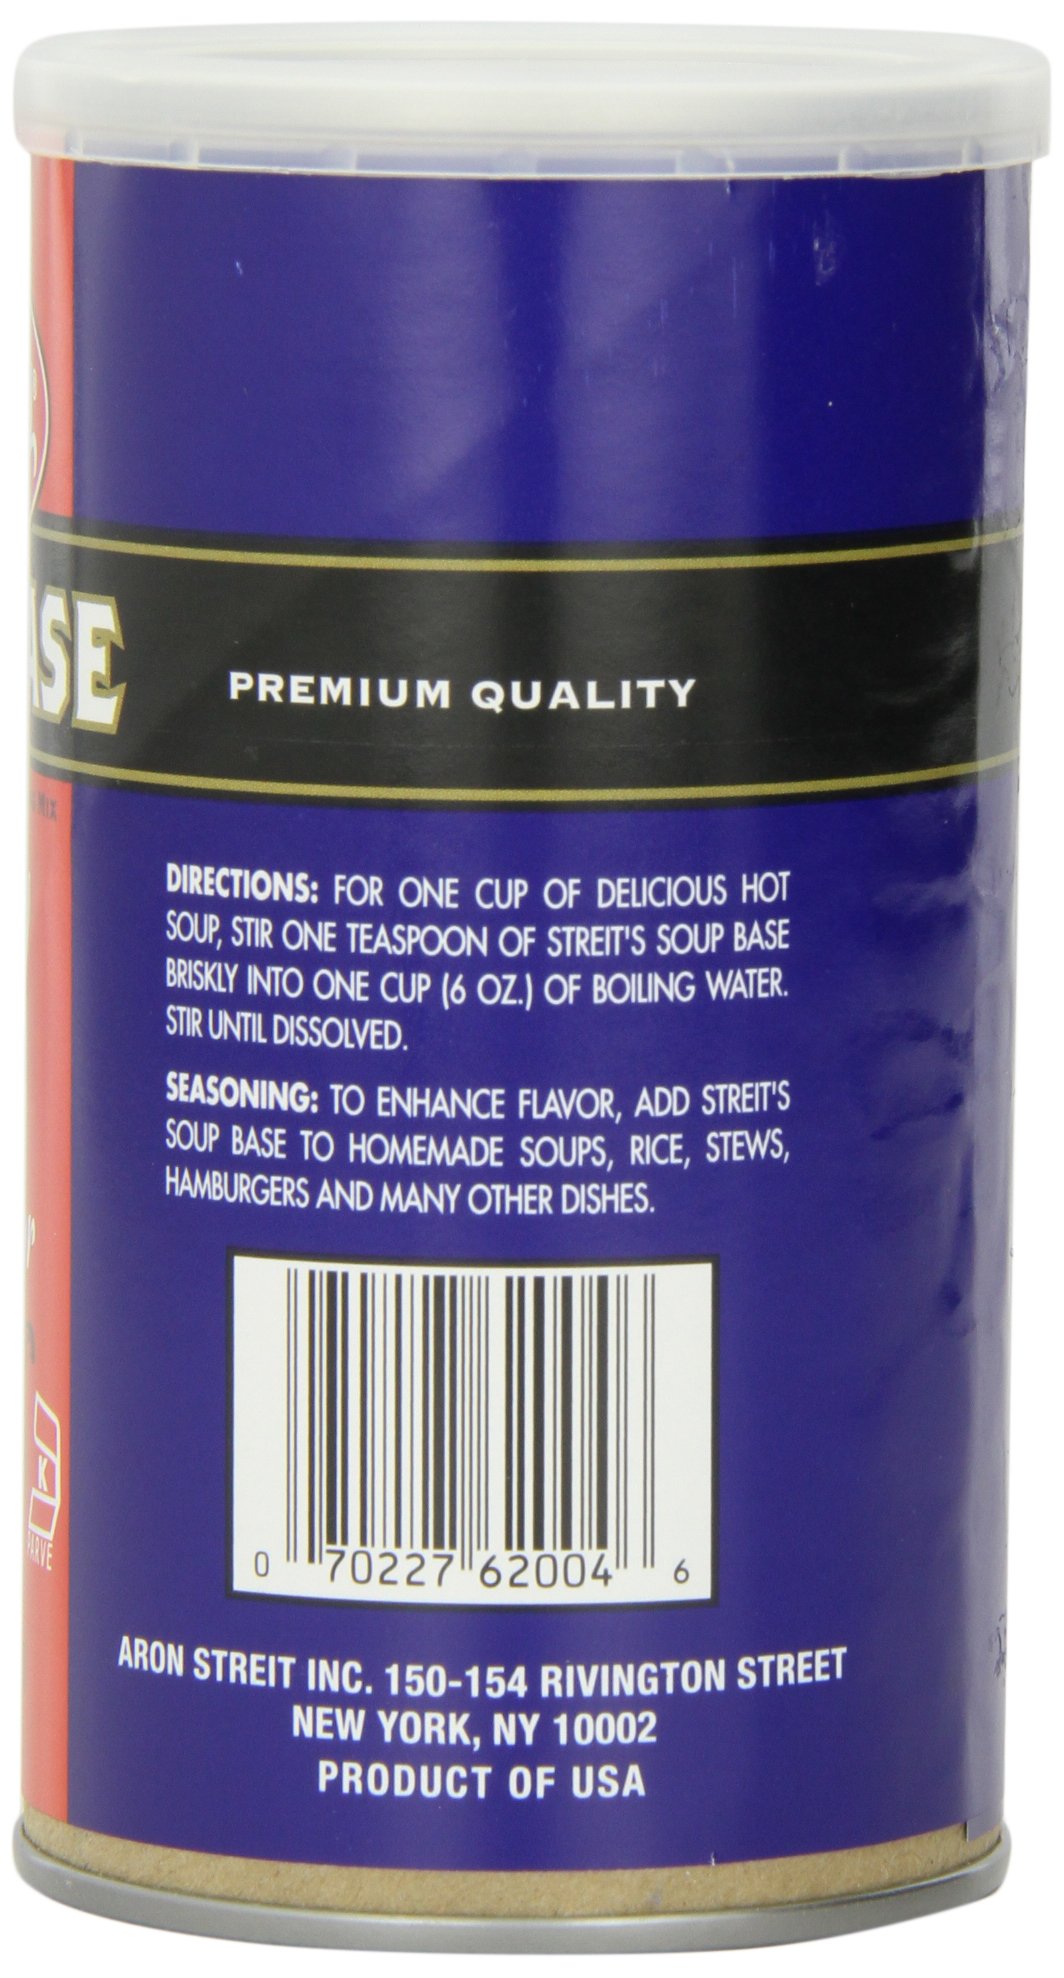 ASE
PREMIUM QUALITY
MIX
DIRECTIONS: FOR ONE CUP OF DELICIOUS HOT
SOUP, STIR ONE TEASPOON OF STREIT'S SOUP BASE
BRISKLY INTO ONE CUP (6 OZ.) OF BOILING WATER.
STIR UNTIL DISSOLVED.
SEASONING: TO ENHANCE FLAVOR, ADD STREIT'S
SOUP BASE TO HOMEMADE SOUPS, RICE, STEWS,
HAMBURGERS AND MANY OTHER DISHES.
K
PARVE
0 70227 62004 6
ARON STREIT INC. 150-154 RIVINGTON STREET
NEW YORK, NY 10002
PRODUCT OF USA